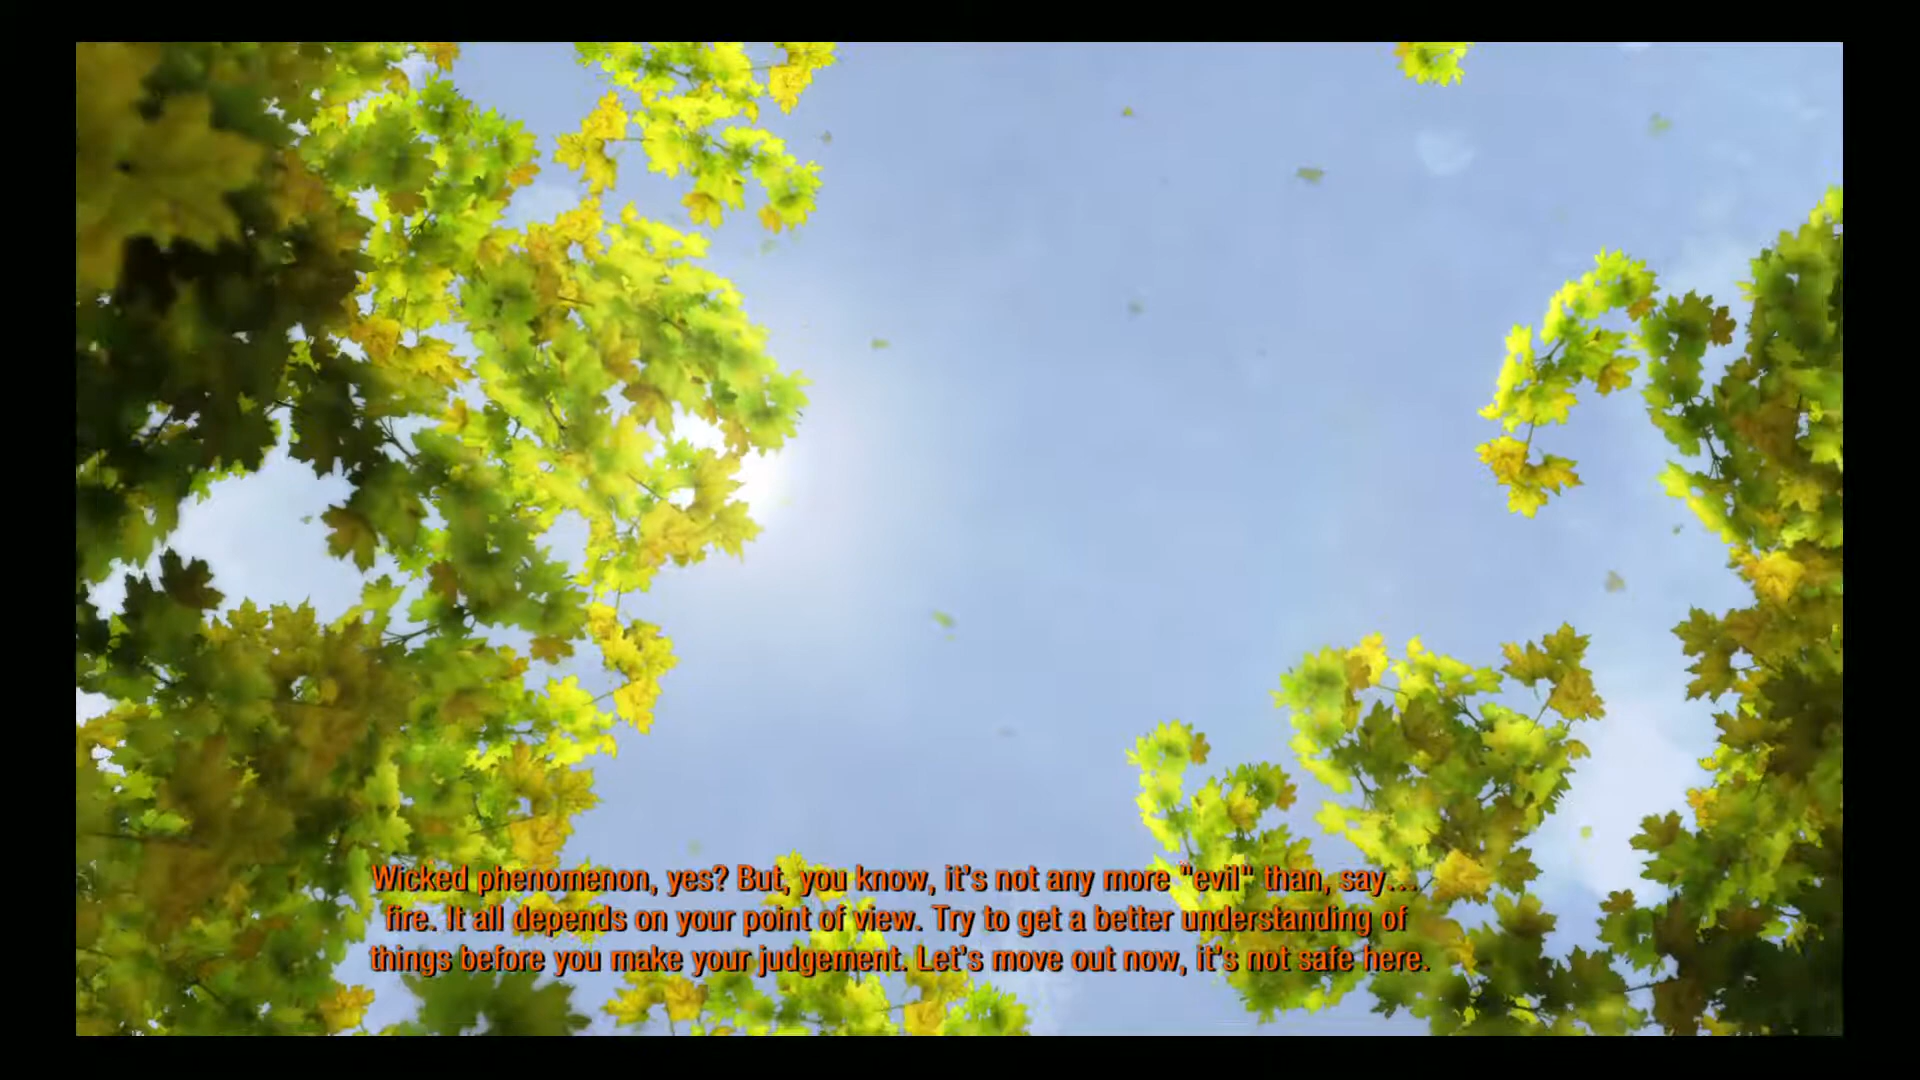 Wicked phenomenon, yes? But, you know, it's not any more "evil" than, say...
fire. It all depends on your point of view. Try to get a better understanding of
things before you make your judgement. Let's move out now, it's not safe here.